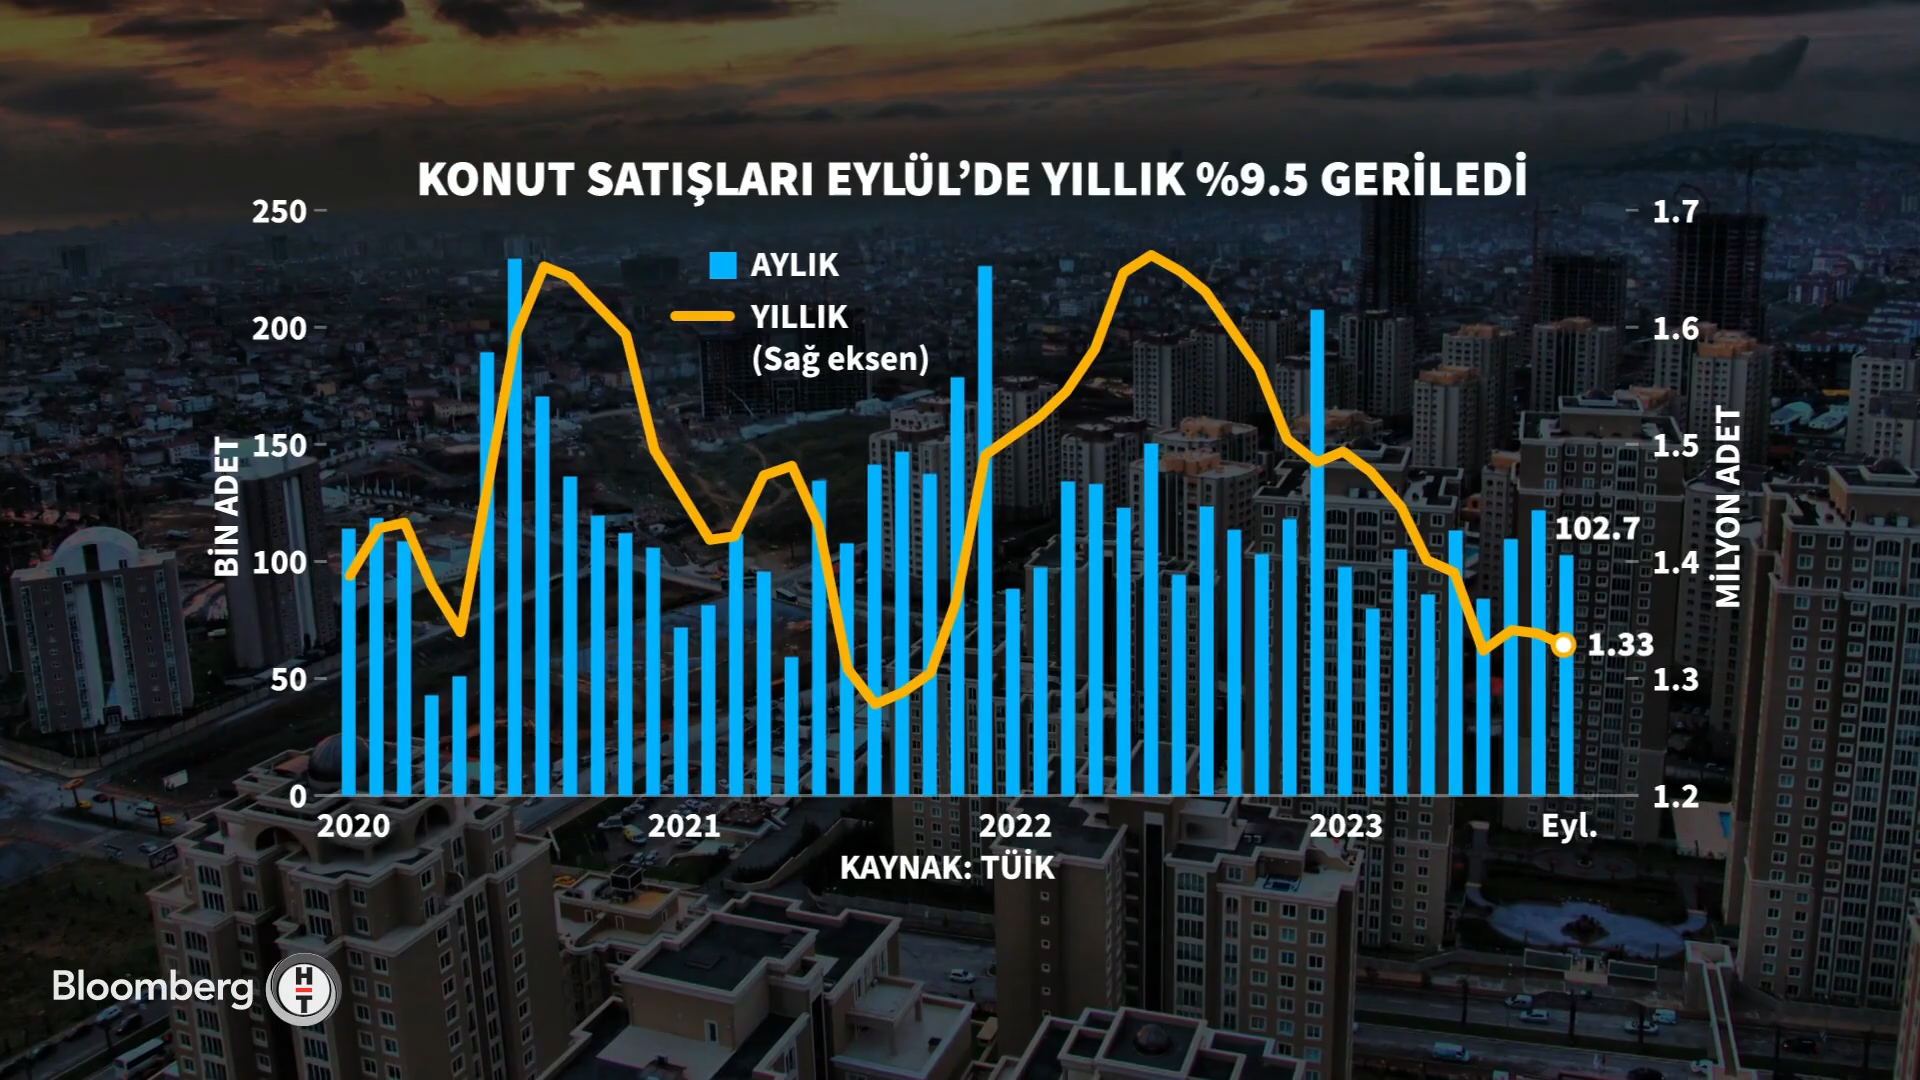 KONUT SATIŞLARI EYLÜL’DE YILLIK %9.5 GERİLEDİ
250
200
150
100
50
0
BİN ADET
AYLIK
YILLIK
(Sağ eksen)
1.7
1.6
1.5
1.4
1.3
1.2
MİLYON ADET
102.7
1.33
2020
2021
2022
2023
Eyl.
KAYNAK: TÜİK
Bloomberg HT